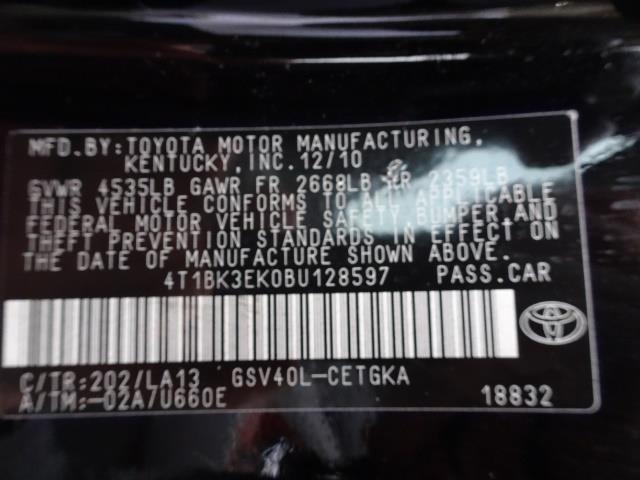 MFD.BY: TOYOTA MOTOR MANUFACTURING,
KENTUCKY, INC. 12/10
GVWR 4535LB GAWR FR 2668LB RR 2359LB
THIS VEHICLE CONFORMS TO ALL APPLICABLE
FEDERAL MOTOR VEHICLE SAFETY, BUMPER, AND
THEFT PREVENTION STANDARDS IN EFFECT ON
THE DATE OF MANUFACTURE SHOWN ABOVE.
4T1BK3EK0BU128597 PASS.CAR
C/TR:202/LA13 GSV40L-CETGKA
A/TM:-02A/U660E 18832